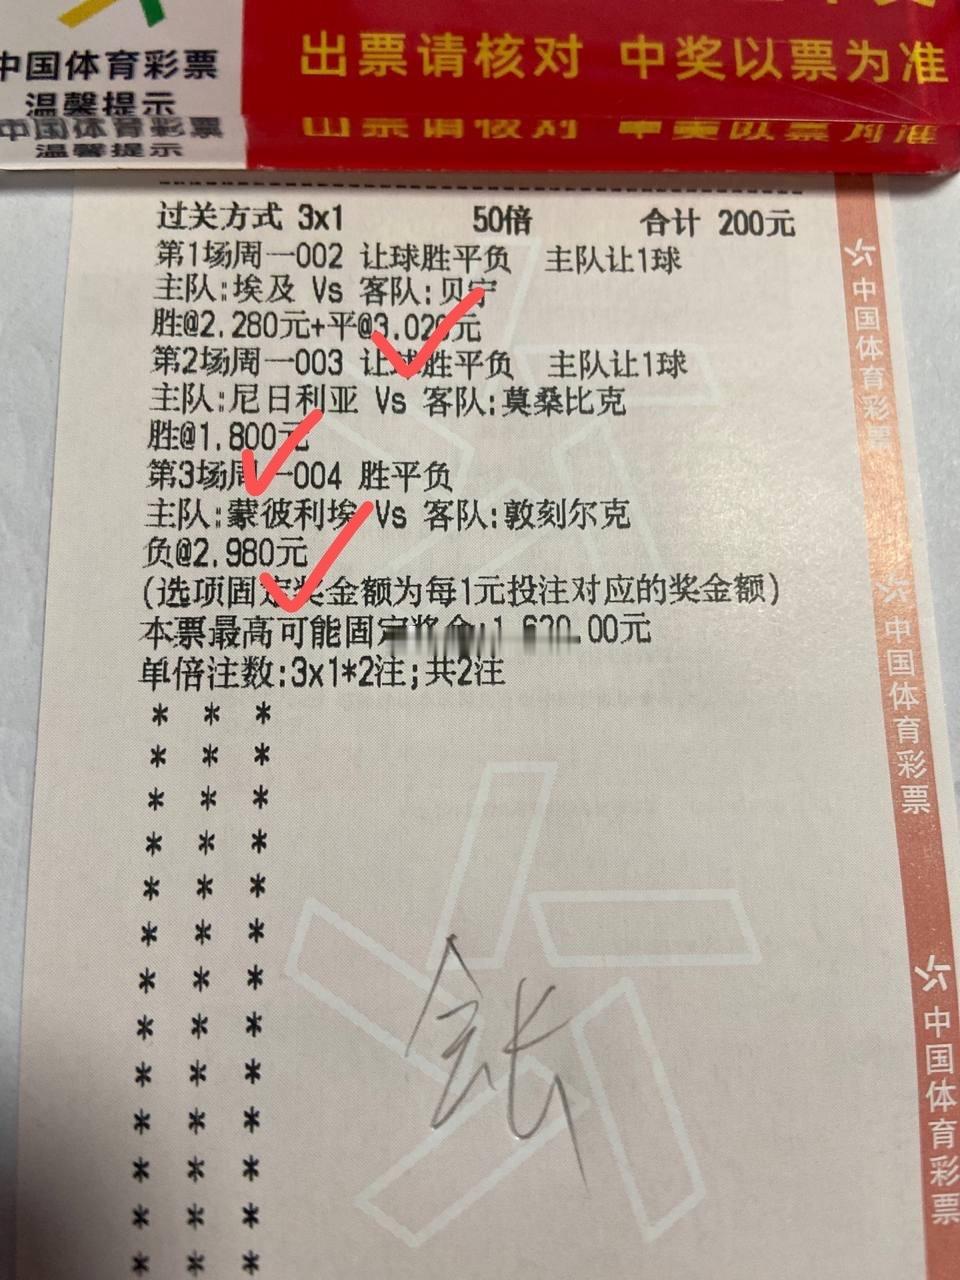 中国体育彩票
温馨提示
出票请核对 中奖以票为准
中国体育彩票
温馨提示
出票请核对 中奖以票为准
过关方式 3x1 50倍 合计 200元
第1场周一002 让球胜平负 主队让1球
主队:埃及 Vs 客队:贝宁
胜@2.280元+平@3.020元
第2场周一003 让球胜平负 主队让1球
主队:尼日利亚 Vs 客队:莫桑比克
胜@1.800元
第3场周一004 胜平负
主队:蒙彼利埃 Vs 客队:敦刻尔克
负@2.980元
(选项固定奖金额为每1元投注对应的奖金额)
本票最高可能固定奖金:1,620.00元
单倍注数:3x1*2注;共2注
* * *
* * *
* * *
* * *
* * *
* * *
* * *
* * *
* * *
* * *
* * *
* * *
* * *
中国体育彩票
中国体育彩票
中国体育彩票